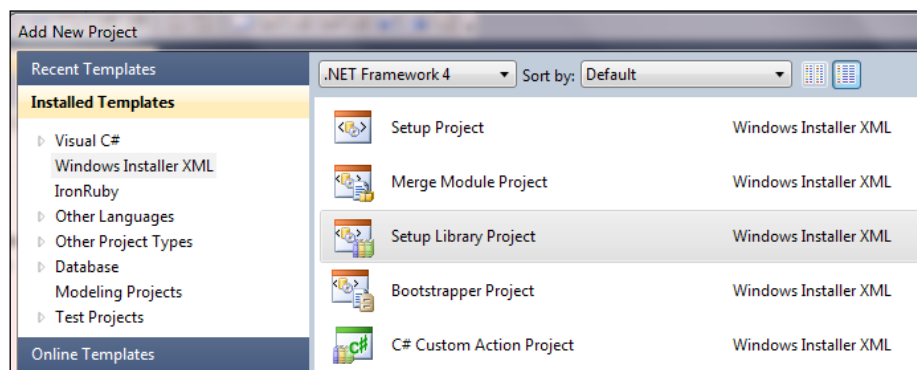 Add New Project
Recent Templates
.NET Framework 4 Sort by: Default
Installed Templates
Visual C#
Windows Installer XML
IronRuby
Other Languages
Other Project Types
Database
Modeling Projects
Test Projects
Online Templates
Setup Project Windows Installer XML
Merge Module Project Windows Installer XML
Setup Library Project Windows Installer XML
Bootstrapper Project Windows Installer XML
C# Custom Action Project Windows Installer XML